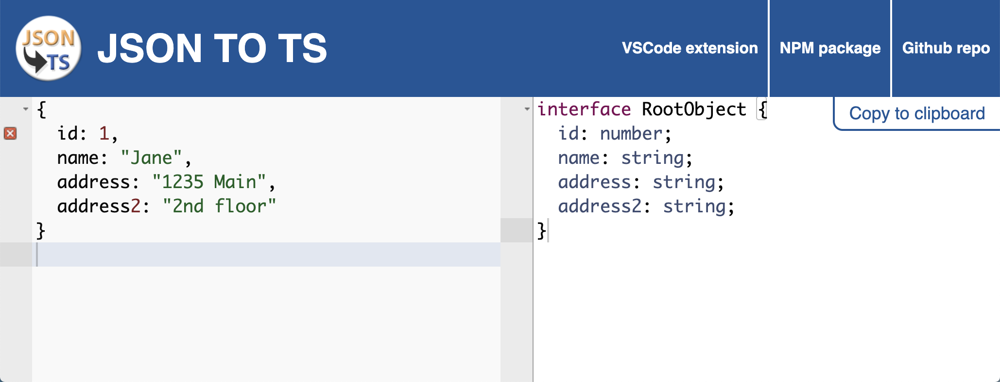 JSON
TS
JSON TO TS
VSCode extension
NPM package
Github repo
{
  id: 1,
  name: "Jane",
  address: "1235 Main",
  address2: "2nd floor"
}
interface RootObject {
  id: number;
  name: string;
  address: string;
  address2: string;
}
Copy to clipboard